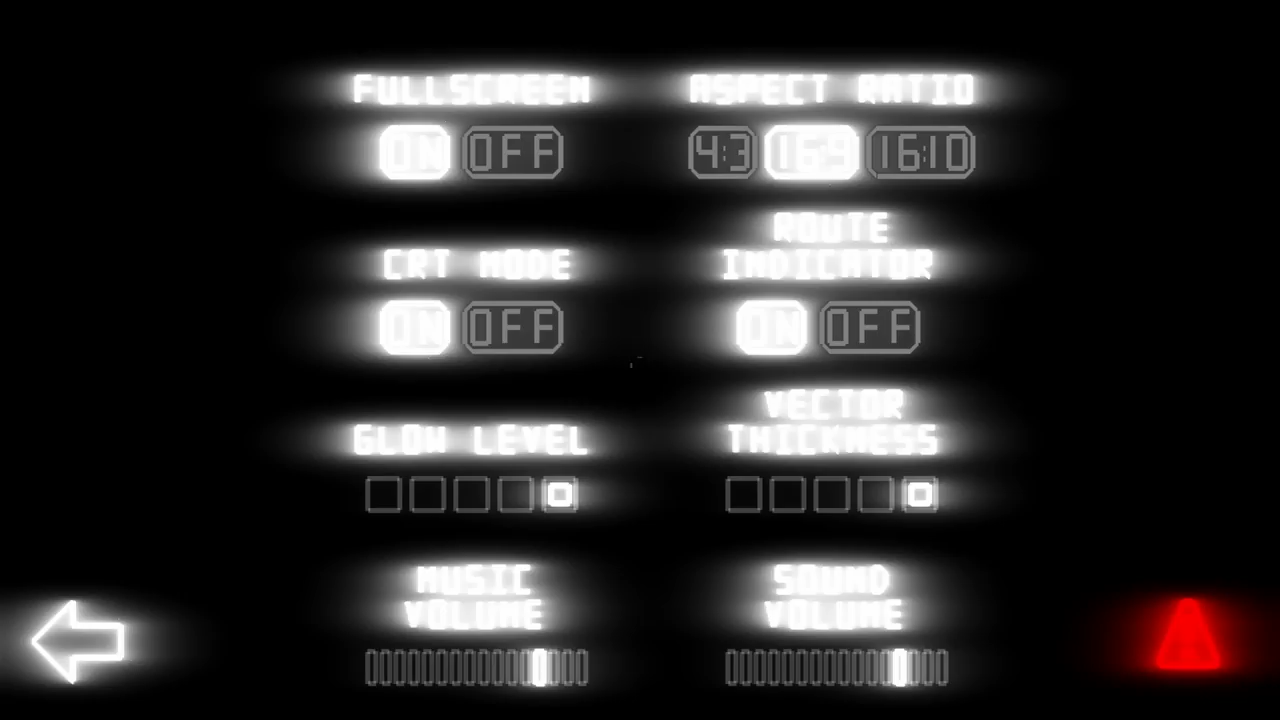 FULLSCREEN
ASPECT RATIO
ON OFF
4:3 16:9 16:10
CRT MODE
ROUTE
INDICATOR
ON OFF
ON OFF
GLOW LEVEL
VECTOR
THICKNESS
MUSIC
VOLUME
SOUND
VOLUME